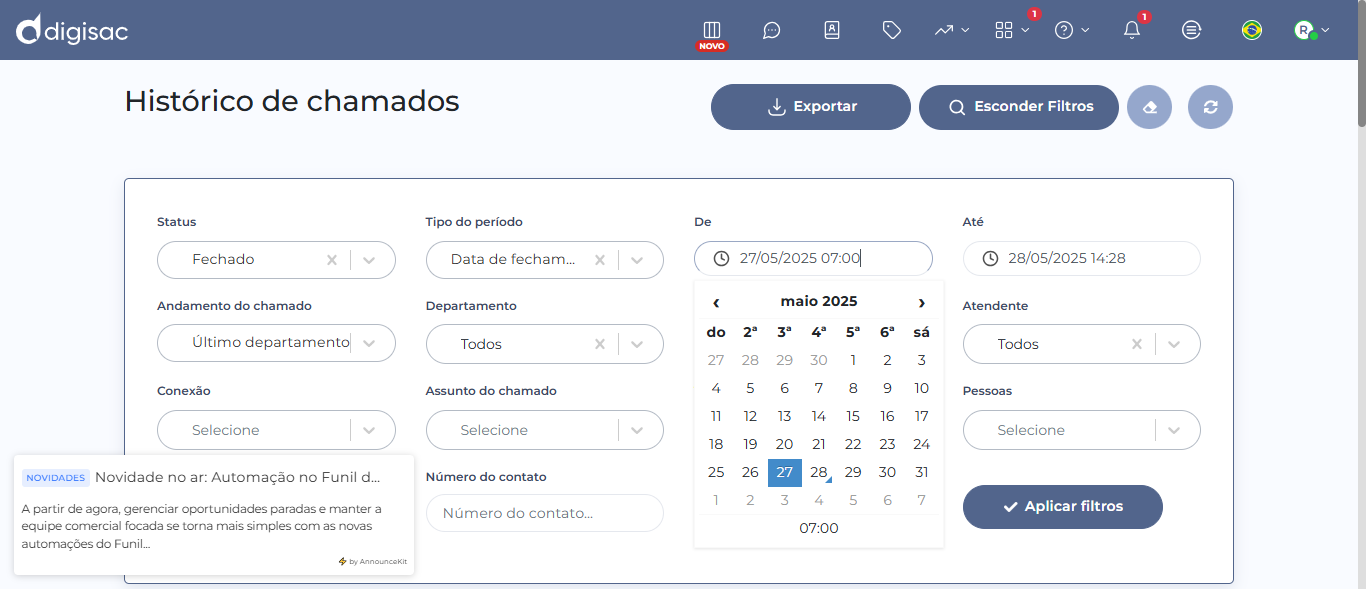 digisac
NOVO
1
1
R
Histórico de chamados
Exportar
Esconder Filtros
Status
Tipo do período
De
Até
Fechado
Data de fecham...
27/05/2025 07:00
28/05/2025 14:28
Andamento do chamado
Departamento
Atendente
Último departamento
Todos
Todos
Conexão
Assunto do chamado
Pessoas
Selecione
Selecione
Selecione
‹ maio 2025 ›
do 2ª 3ª 4ª 5ª 6ª sá
27 28 29 30 1 2 3
4 5 6 7 8 9 10
11 12 13 14 15 16 17
18 19 20 21 22 23 24
25 26 27 28 29 30 31
1 2 3 4 5 6 7
07:00
Número do contato
Número do contato...
Aplicar filtros
NOVIDADES Novidade no ar: Automação no Funil d...
A partir de agora, gerenciar oportunidades paradas e manter a
equipe comercial focada se torna mais simples com as novas
automações do Funil...
by AnnounceKit